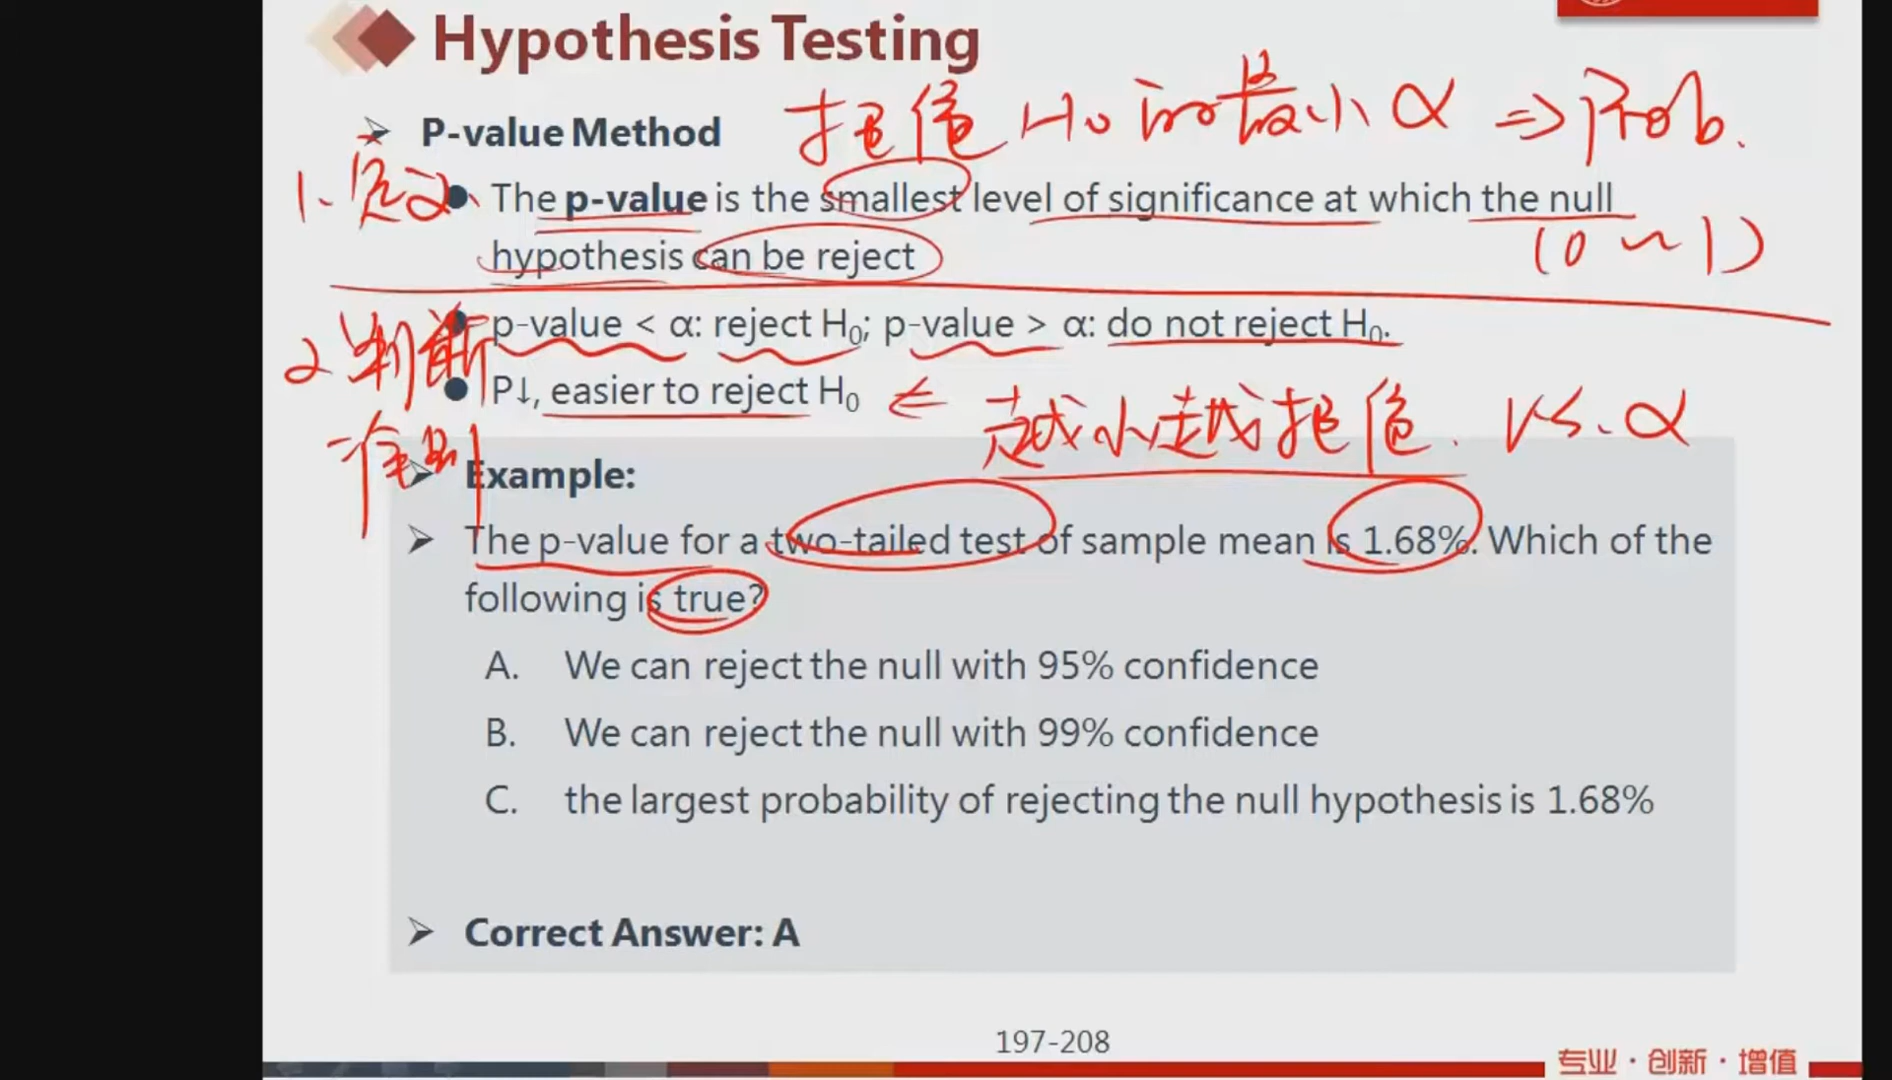 Hypothesis Testing
P-value Method
拒绝 H₀ 的最小 α ⇒ Prob.
1. 定义
The p-value is the smallest level of significance at which the null
hypothesis can be reject
(0 ~ 1)
2 判断
准则
p-value < α: reject H₀; p-value > α: do not reject H₀.
P↓, easier to reject H₀
⇐ 越小越拒绝. VS. α
Example:
The p-value for a two-tailed test of sample mean is 1.68%. Which of the
following is true?
A. We can reject the null with 95% confidence
B. We can reject the null with 99% confidence
C. the largest probability of rejecting the null hypothesis is 1.68%
Correct Answer: A
197-208
专业·创新·增值